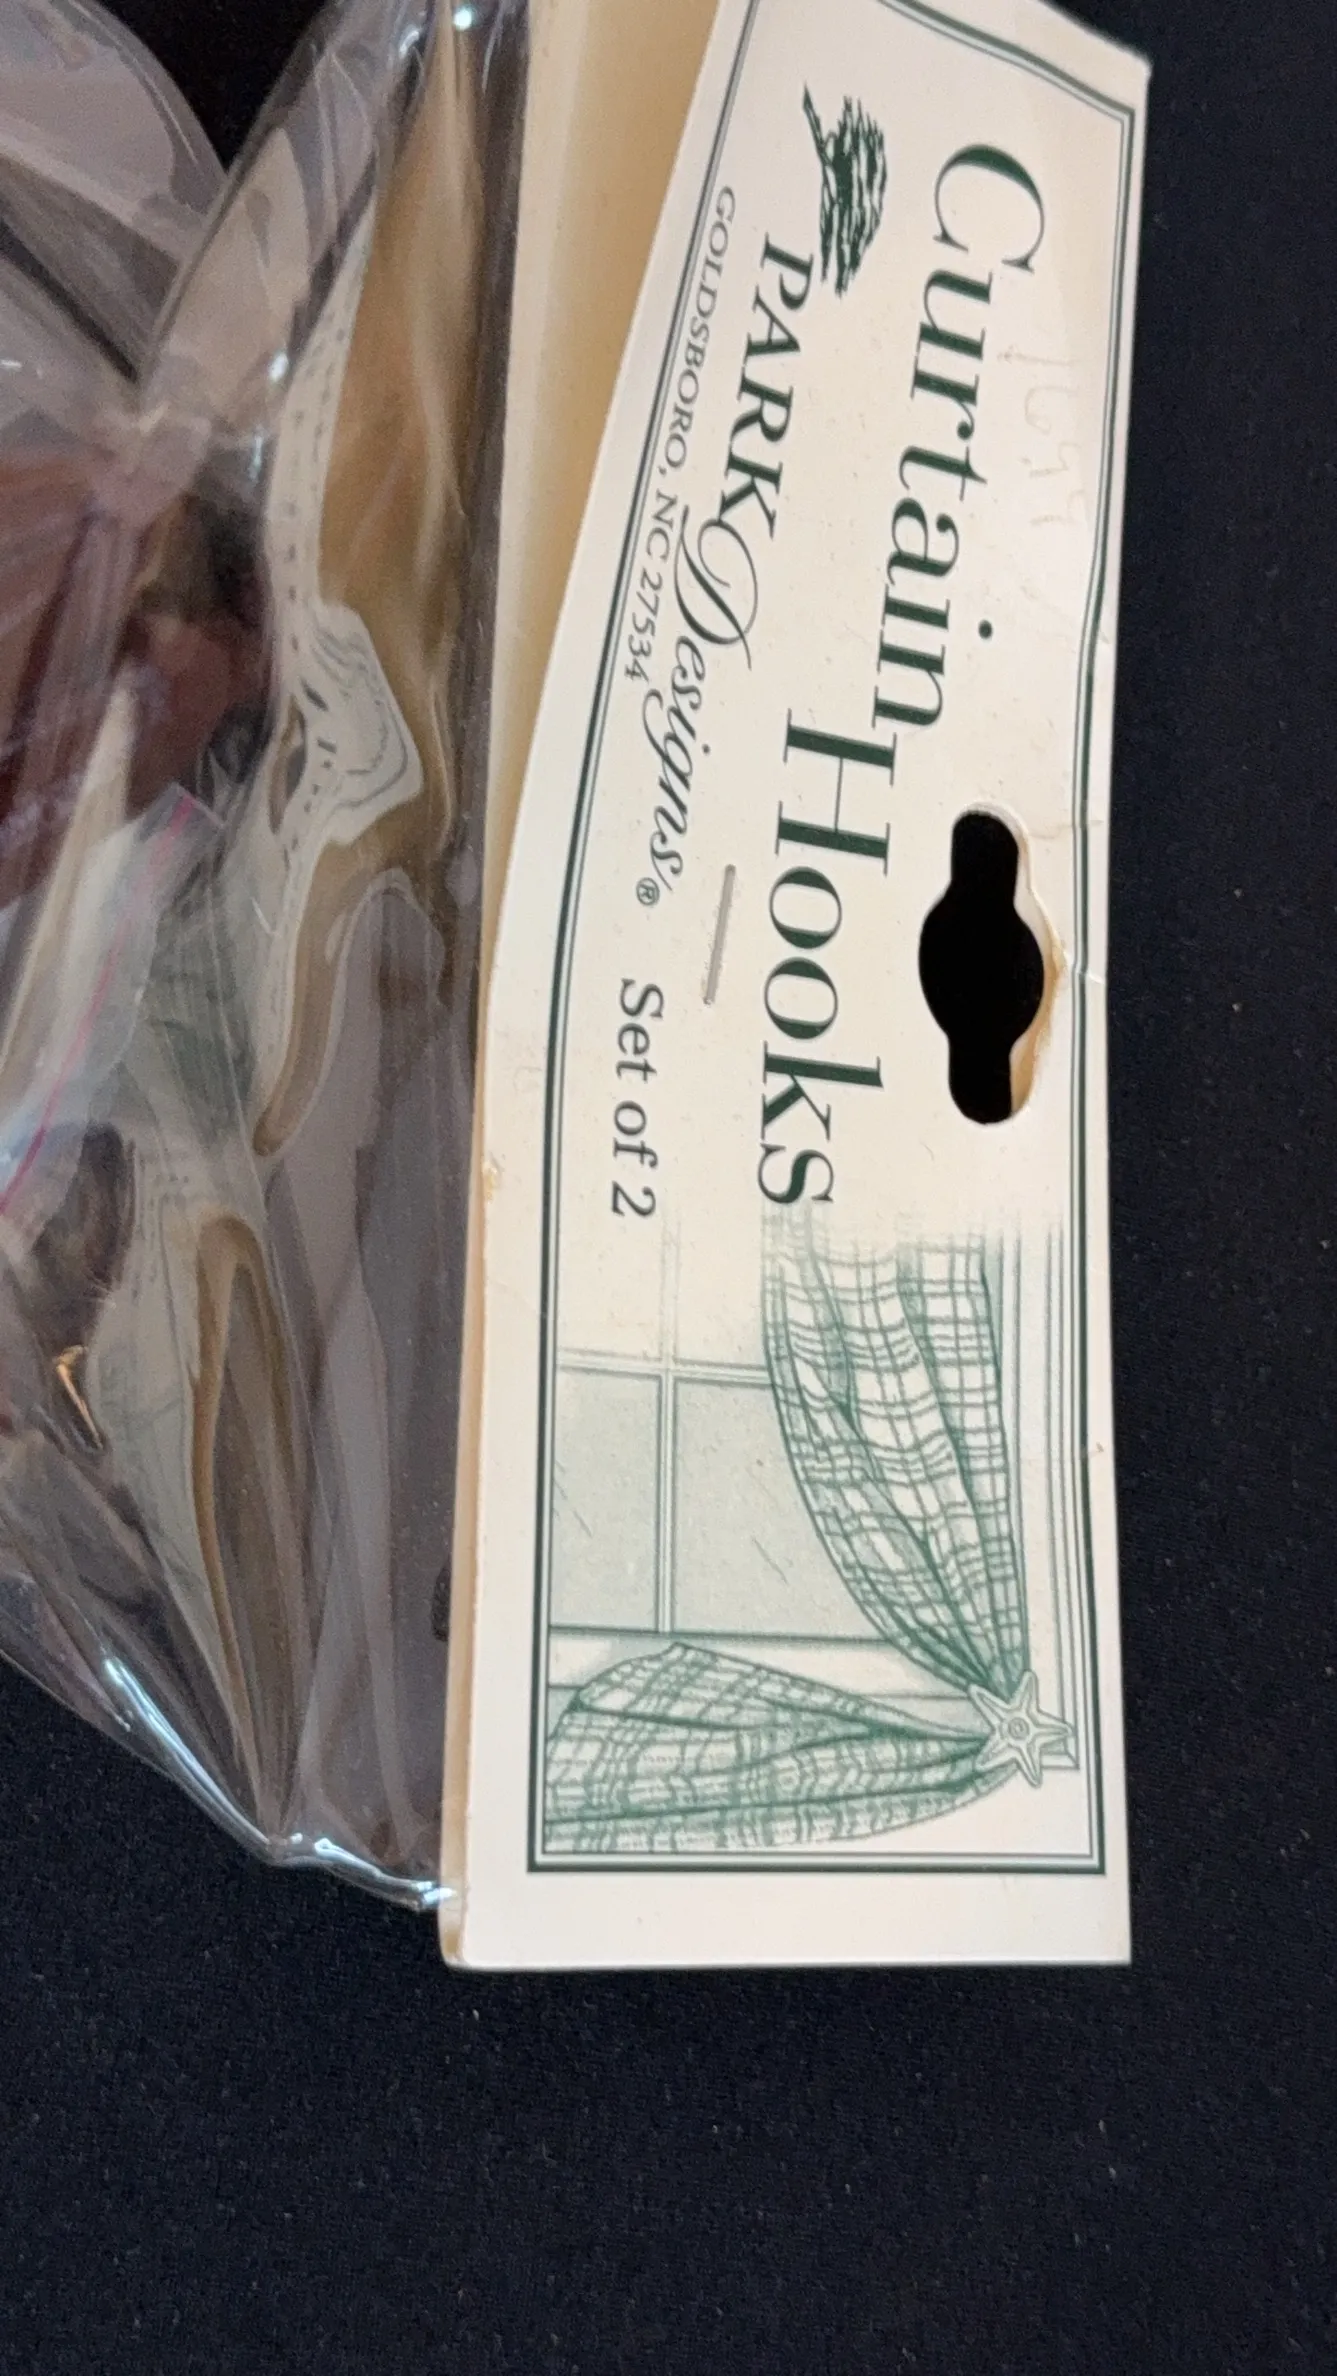 Curtain
Hooks
PARK Designs®
GOLDSBORO, NC 27534
Set of 2